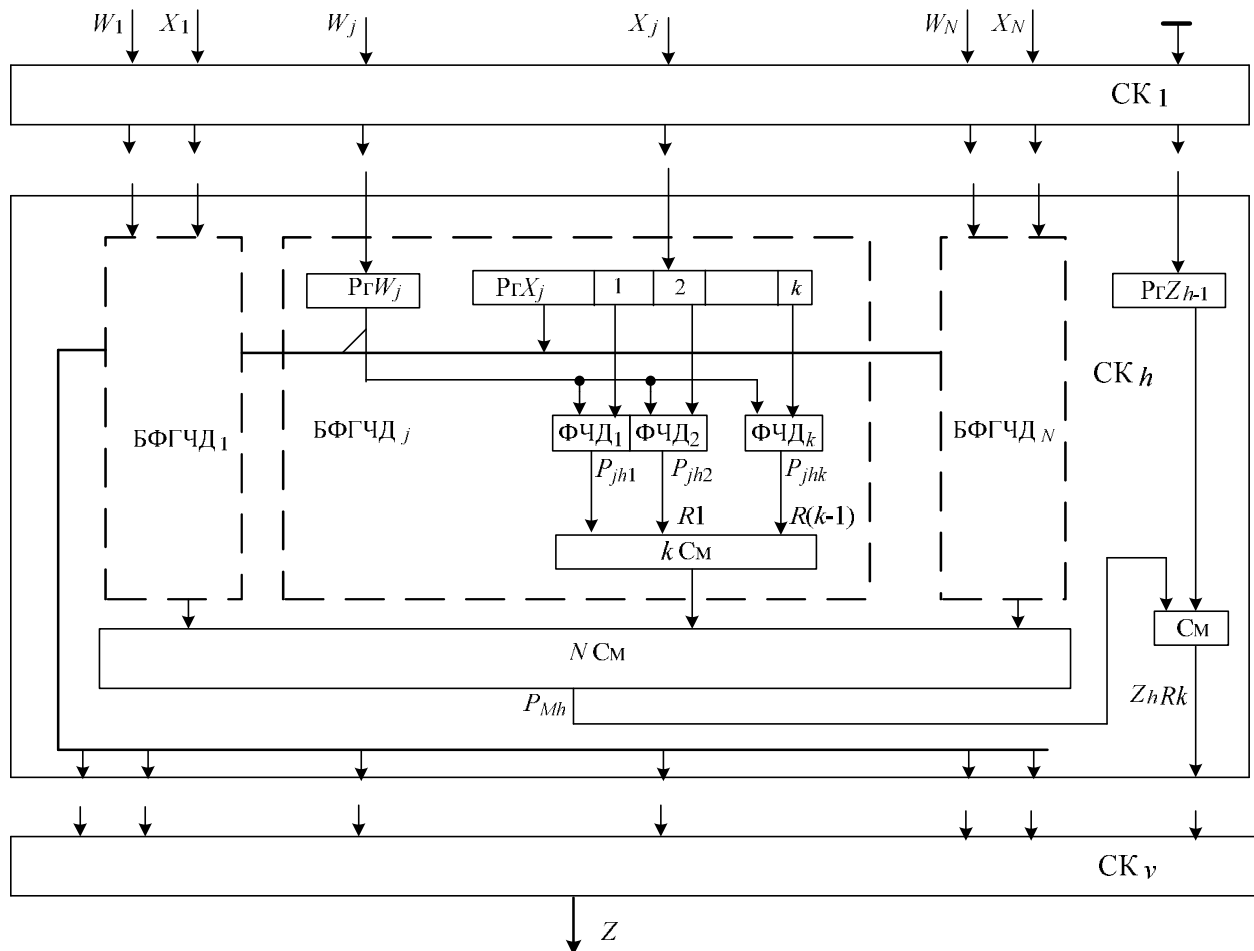 W1 X1 Wj Xj WN XN
СК 1
РгWj РгXj 1 2 k РгZh-1
СК h
БФГЧД 1 БФГЧД j ФЧД1 ФЧД2 ФЧДk БФГЧД N
Pjh1 Pjh2 Pjhk
R1 R(k-1)
k См
См
N См
PMh ZhRk
СК v
Z